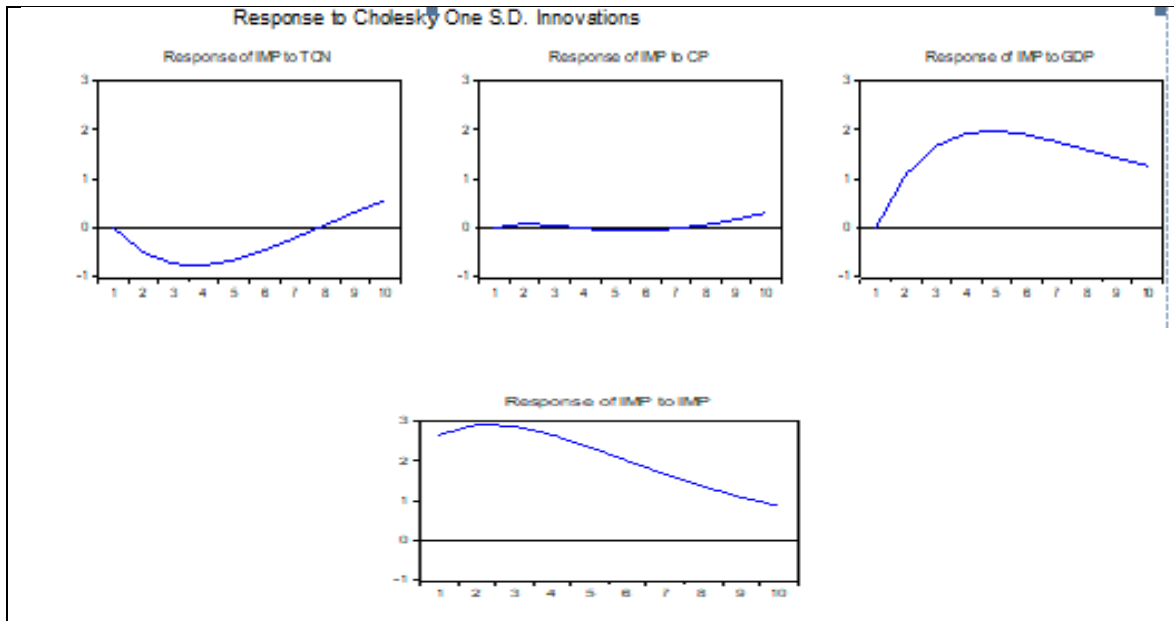 Response to Cholesky One S.D. Innovations
Response of IMP to TCN
Response of IMP to CP
Response of IMP to GDP
3
2
1
0
-1
1 2 3 4 5 6 7 8 9 10
3
2
1
0
-1
1 2 3 4 5 6 7 8 9 10
3
2
1
0
-1
1 2 3 4 5 6 7 8 9 10
Response of IMP to IMP
3
2
1
0
-1
1 2 3 4 5 6 7 8 9 10